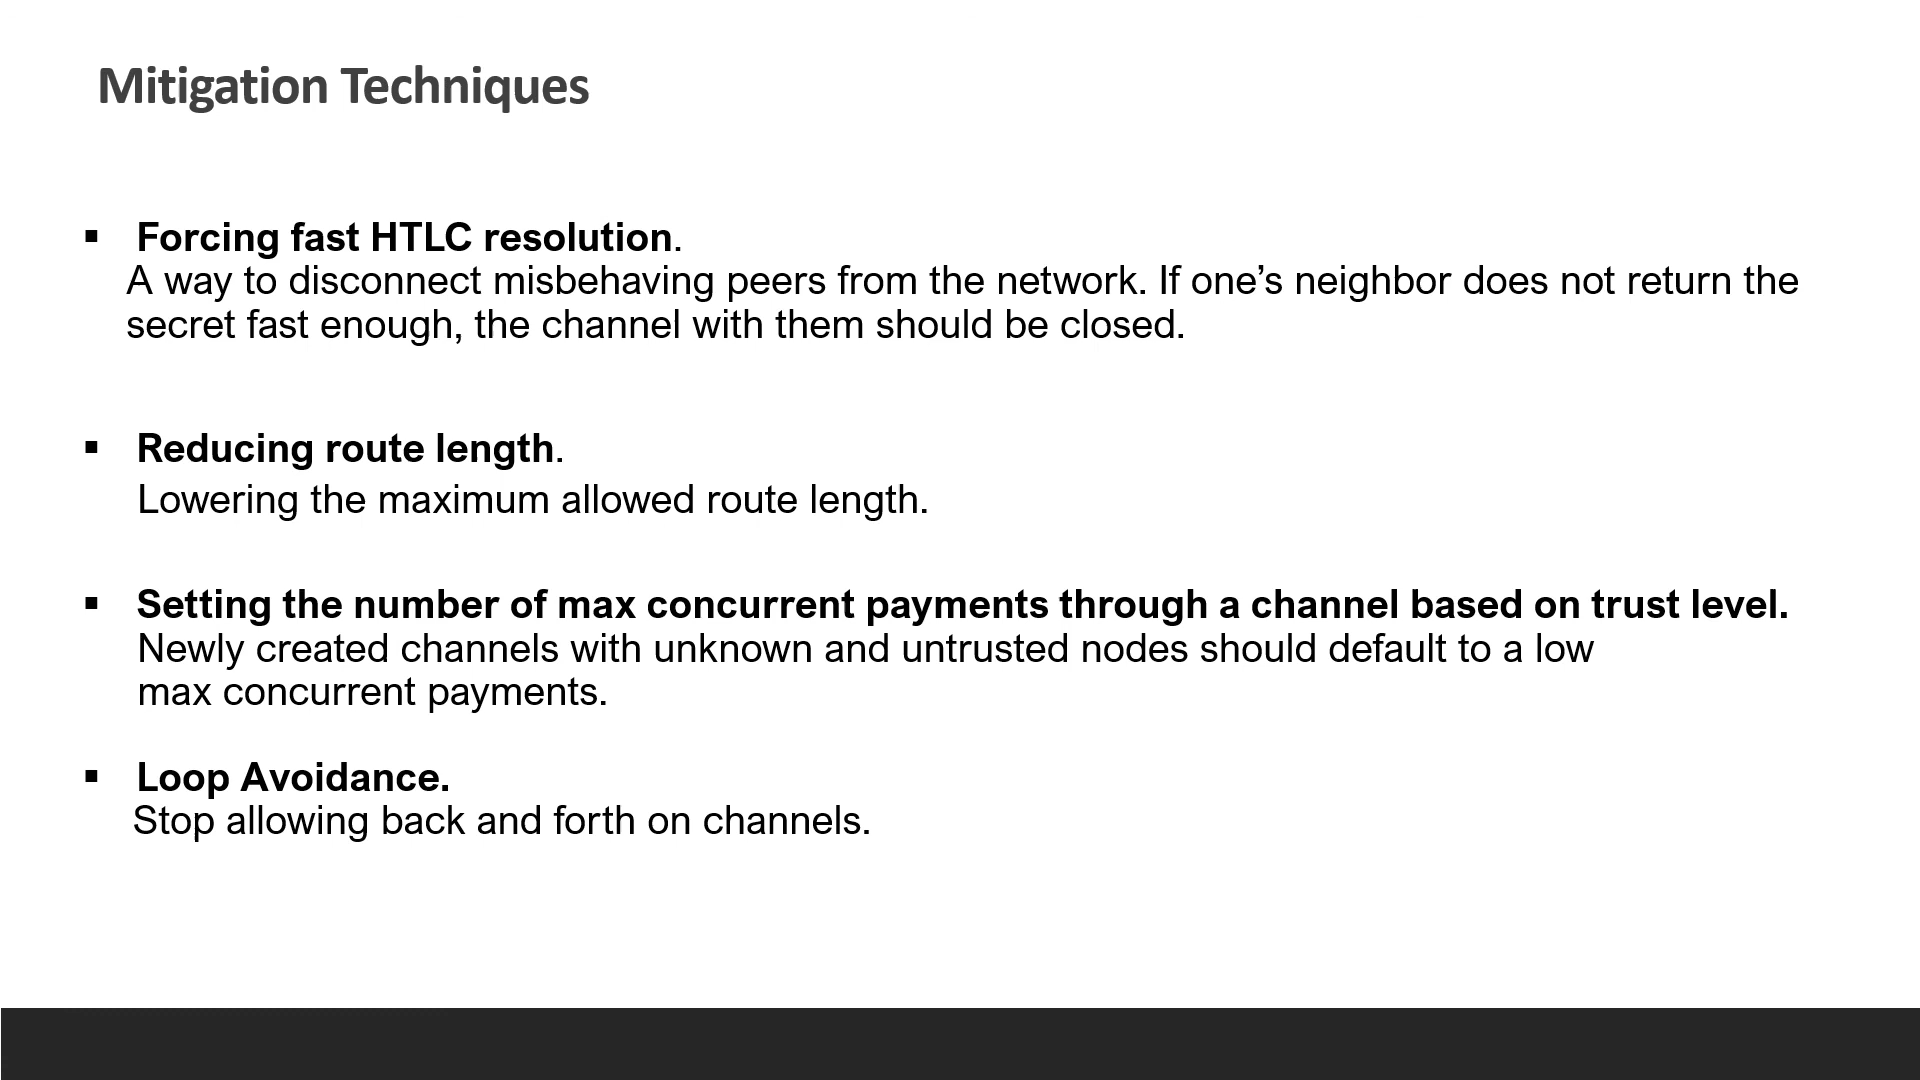 Mitigation Techniques
▪ Forcing fast HTLC resolution.
A way to disconnect misbehaving peers from the network. If one’s neighbor does not return the
secret fast enough, the channel with them should be closed.
▪ Reducing route length.
Lowering the maximum allowed route length.
▪ Setting the number of max concurrent payments through a channel based on trust level.
Newly created channels with unknown and untrusted nodes should default to a low
max concurrent payments.
▪ Loop Avoidance.
Stop allowing back and forth on channels.